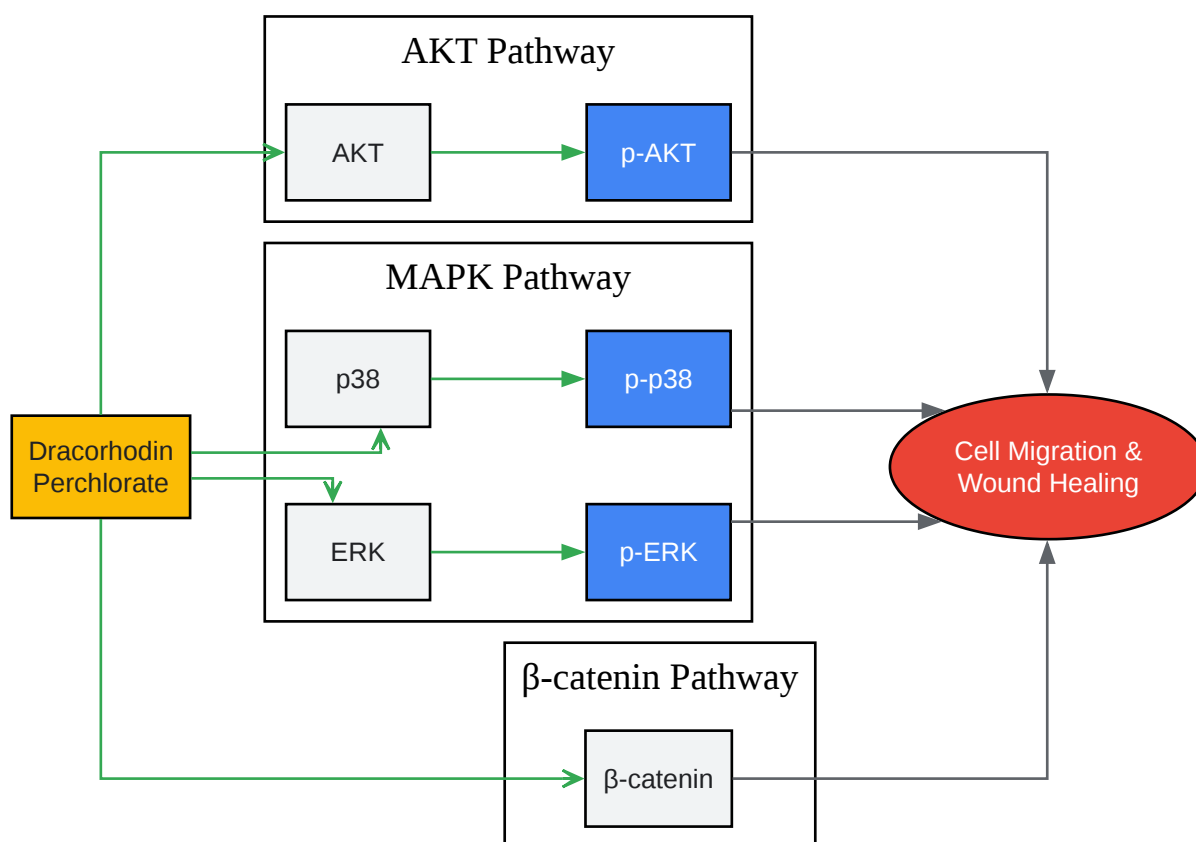 AKT Pathway
AKT
p-AKT
MAPK Pathway
p38
p-p38
Dracorhodin
Perchlorate
Cell Migration &
Wound Healing
ERK
p-ERK
β-catenin Pathway
β-catenin